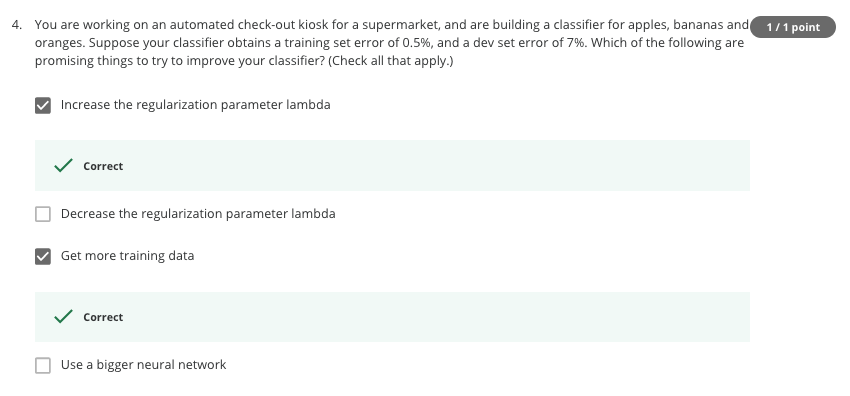 4. You are working on an automated check-out kiosk for a supermarket, and are building a classifier for apples, bananas and
1 / 1 point
oranges. Suppose your classifier obtains a training set error of 0.5%, and a dev set error of 7%. Which of the following are
promising things to try to improve your classifier? (Check all that apply.)
Increase the regularization parameter lambda
Correct
Decrease the regularization parameter lambda
Get more training data
Correct
Use a bigger neural network